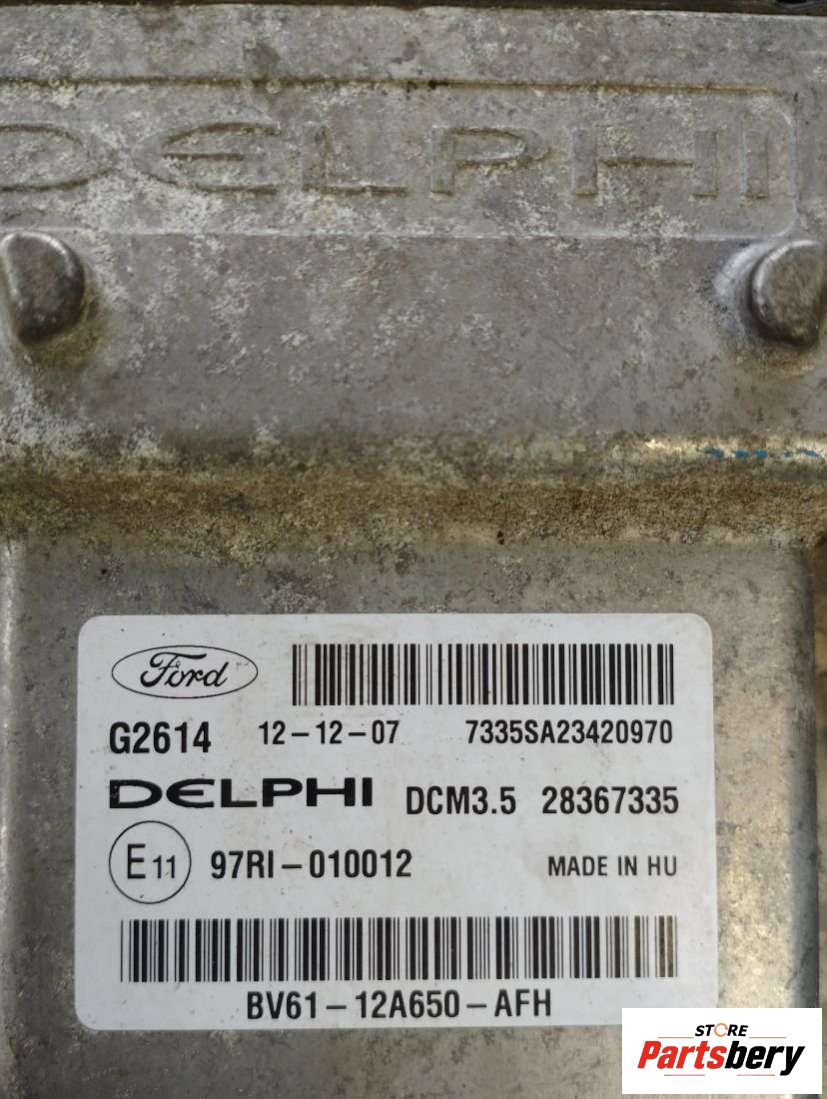 DELPHI
Ford
G2614 12-12-07 7335SA23420970
DELPHI DCM3.5 28367335
E11 97RI-010012 MADE IN HU
BV61-12A650-AFH
STORE
Partsbery